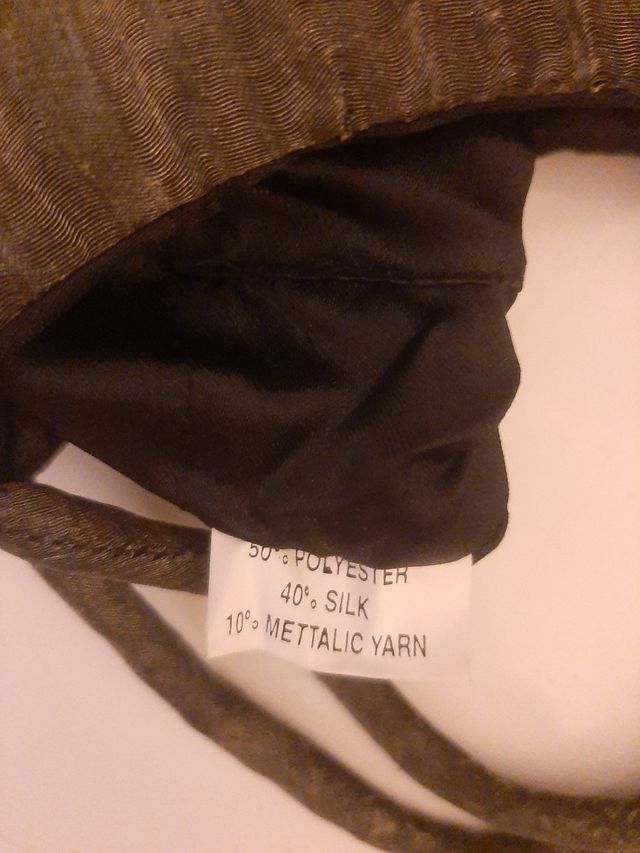 50% POLYESTER
40% SILK
10% METTALIC YARN